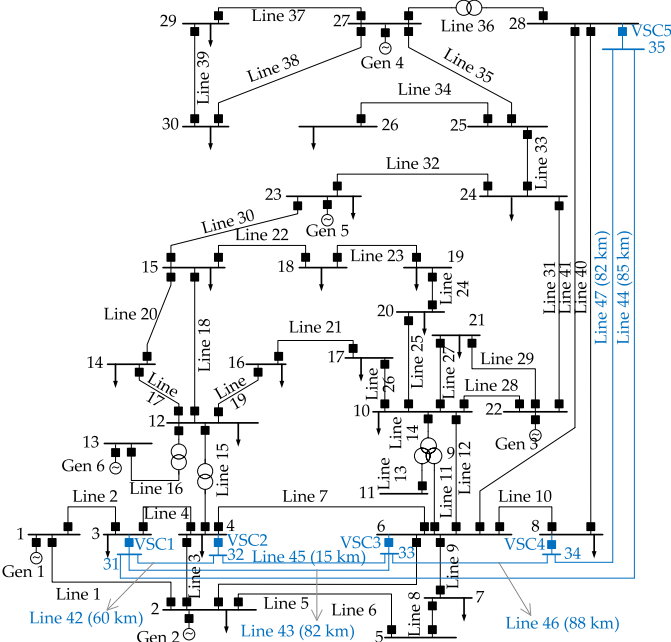 Line 37
Line 36
29
27
28
VSC5
35
Gen 4
Line 39
Line 38
Line 35
Line 34
30
26
25
Line 33
Line 32
23
24
Gen 5
Line 30
Line 22
Line 23
15
18
19
Line 24
Line 31
Line 41
Line 40
Line 47 (82 km)
Line 44 (85 km)
Line 20
Line 18
20
21
Line 21
Line 25
Line 27
Line 29
14
16
17
Line 17
Line 19
Line 26
Line 28
12
10
22
Gen 3
13
Line 14
9
Gen 6
Line 16
Line 15
Line 13
Line 11
Line 12
11
Line 2
Line 4
Line 7
Line 10
1
3
4
6
8
VSC1
VSC2
VSC3
VSC4
Gen 1
31
32
Line 45 (15 km)
33
34
Line 3
Line 9
Line 1
2
Line 5
Line 6
Line 8
7
Line 42 (60 km)
Gen 2
Line 43 (82 km)
5
Line 46 (88 km)